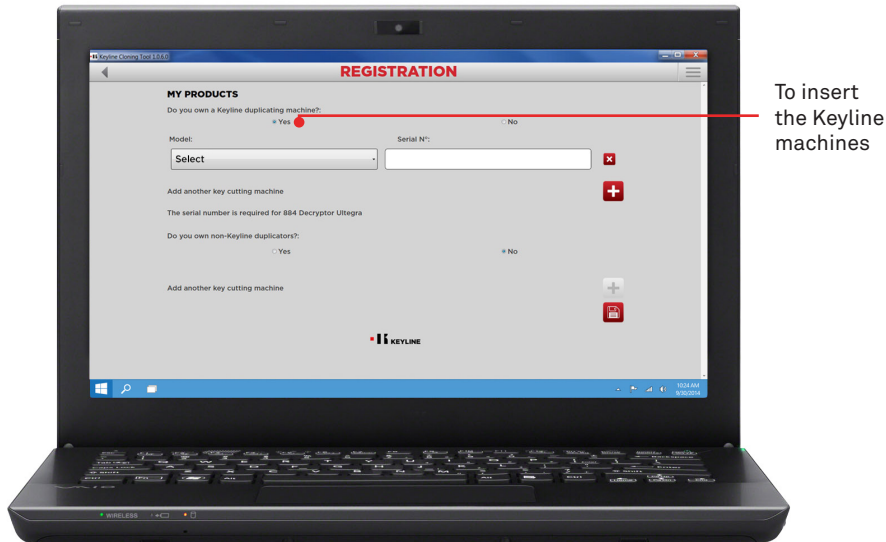 Keyline Cloning Tool 1.0.6.0
REGISTRATION
MY PRODUCTS
Do you own a Keyline duplicating machine?:
Yes
No
Model:
Serial N°:
Select
Add another key cutting machine
The serial number is required for 884 Decryptor Ultegra
Do you own non-Keyline duplicators?:
Yes
No
Add another key cutting machine
KEYLINE
10:24 AM
9/30/2014
WIRELESS
To insert
the Keyline
machines